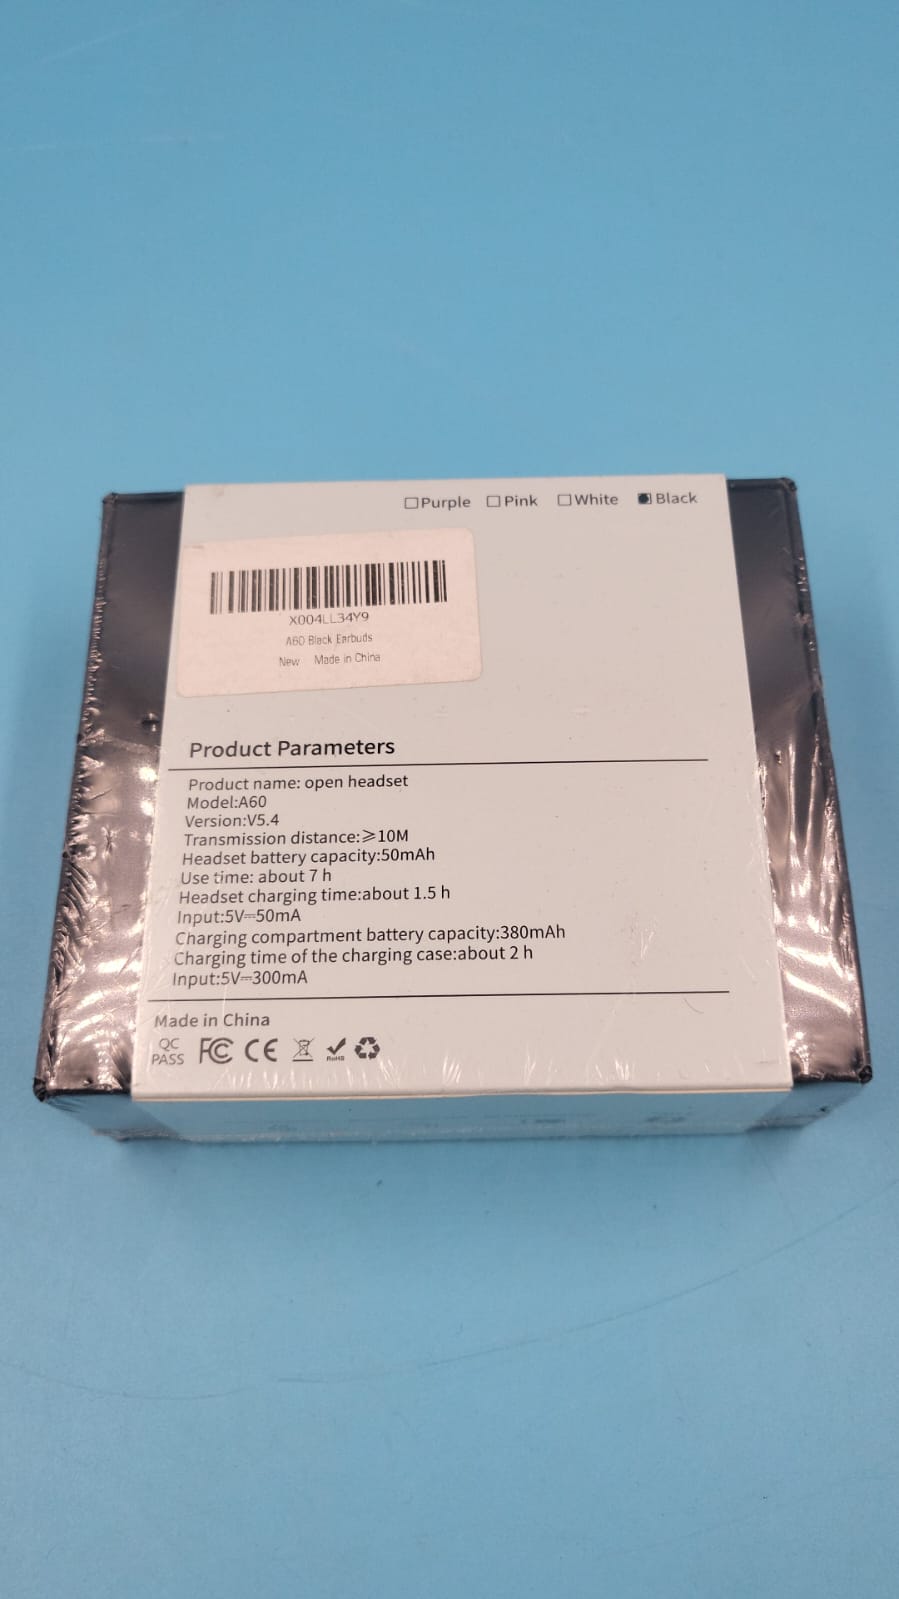 Purple Pink White Black
X004LL34Y9
A60 Black Earbuds
New Made in China
Product Parameters
Product name: open headset
Model:A60
Version:V5.4
Transmission distance:≥10M
Headset battery capacity:50mAh
Use time: about 7 h
Headset charging time:about 1.5 h
Input:5V⎓50mA
Charging compartment battery capacity:380mAh
Charging time of the charging case:about 2 h
Input:5V⎓300mA
Made in China
QC
PASS
FC CE
RoHS